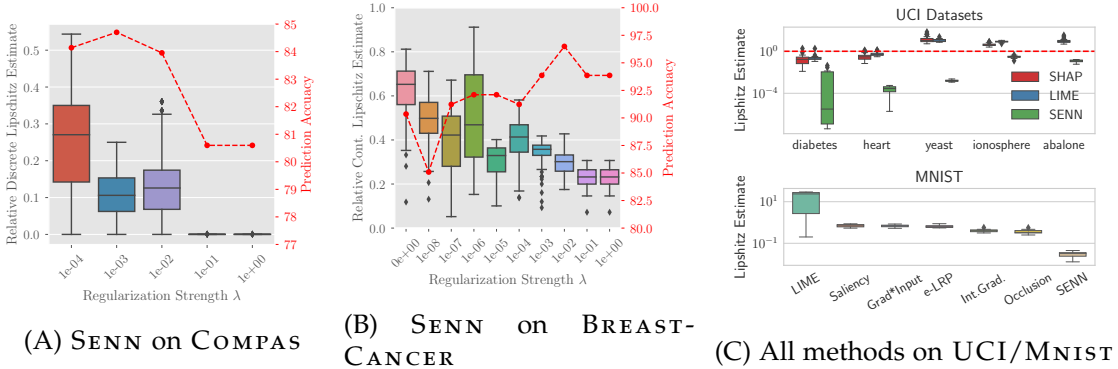 Relative Discrete Lipschitz Estimate
0.5
0.4
0.3
0.2
0.1
0.0
1e-04
1e-03
1e-02
1e-01
1e+00
Regularization Strength λ
85
84
83
82
81
80
79
78
77
Prediction Accuacy
(A) SENN on COMPAS
Relative Cont. Lipschitz Estimate
1.0
0.8
0.6
0.4
0.2
0.0
0e+00
1e-08
1e-07
1e-06
1e-05
1e-04
1e-03
1e-02
1e-01
1e+00
Regularization Strength λ
100.0
97.5
95.0
92.5
90.0
87.5
85.0
82.5
80.0
Prediction Accuacy
(B) SENN on BREAST-
CANCER
UCI Datasets
Lipshitz Estimate
10^0
10^-4
SHAP
LIME
SENN
diabetes
heart
yeast
ionosphere
abalone
MNIST
Lipshitz Estimate
10^1
10^-1
LIME
Saliency
Grad*Input
e-LRP
Int.Grad.
Occlusion
SENN
(C) All methods on UCI/MNIST